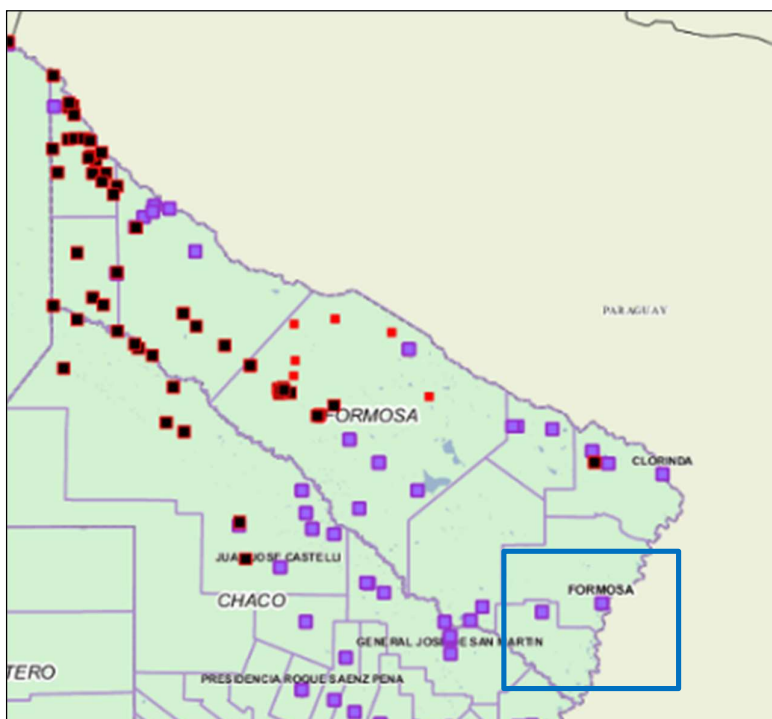 PARAGUAY
FORMOSA
CLORINDA
JUAN JOSE CASTELLI
FORMOSA
CHACO
GENERAL JOSE DE SAN MARTIN
TERO
PRESIDENCIA ROQUE SAENZ PENA